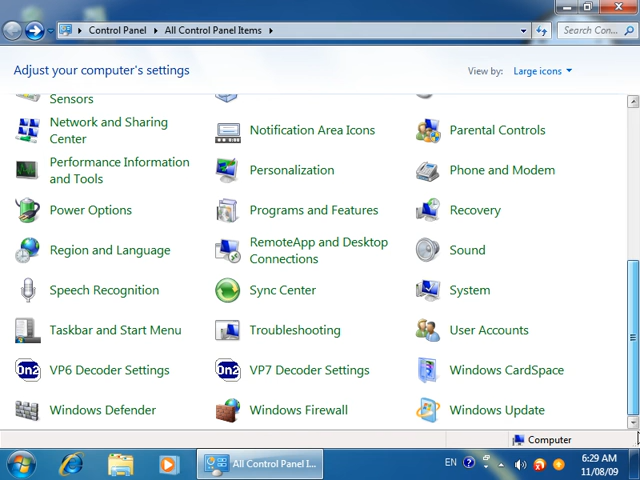 Control Panel All Control Panel Items Search Con...
Adjust your computer's settings View by: Large icons
Sensors
Network and Sharing Center
Notification Area Icons
Parental Controls
Performance Information and Tools
Personalization
Phone and Modem
Power Options
Programs and Features
Recovery
Region and Language
RemoteApp and Desktop Connections
Sound
Speech Recognition
Sync Center
System
Taskbar and Start Menu
Troubleshooting
User Accounts
On2
VP6 Decoder Settings
On2
VP7 Decoder Settings
Windows CardSpace
Windows Defender
Windows Firewall
Windows Update
Computer
All Control Panel I...
EN
6:29 AM
11/08/09